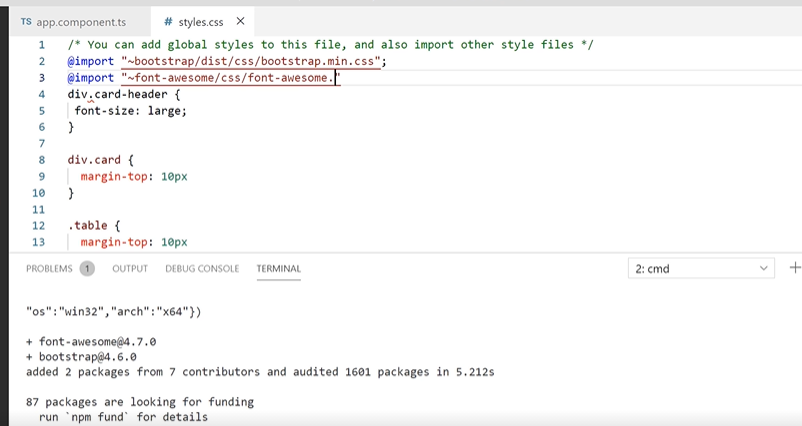 TS app.component.ts
# styles.css ×
1 /* You can add global styles to this file, and also import other style files */
2 @import "~bootstrap/dist/css/bootstrap.min.css";
3 @import "~font-awesome/css/font-awesome."
4 div.card-header {
5 font-size: large;
6 }
7
8 div.card {
9 margin-top: 10px
10 }
11
12 .table {
13 margin-top: 10px
PROBLEMS 1 OUTPUT DEBUG CONSOLE TERMINAL 2: cmd +
"os":"win32","arch":"x64"})
+ font-awesome@4.7.0
+ bootstrap@4.6.0
added 2 packages from 7 contributors and audited 1601 packages in 5.212s
87 packages are looking for funding
run `npm fund` for details